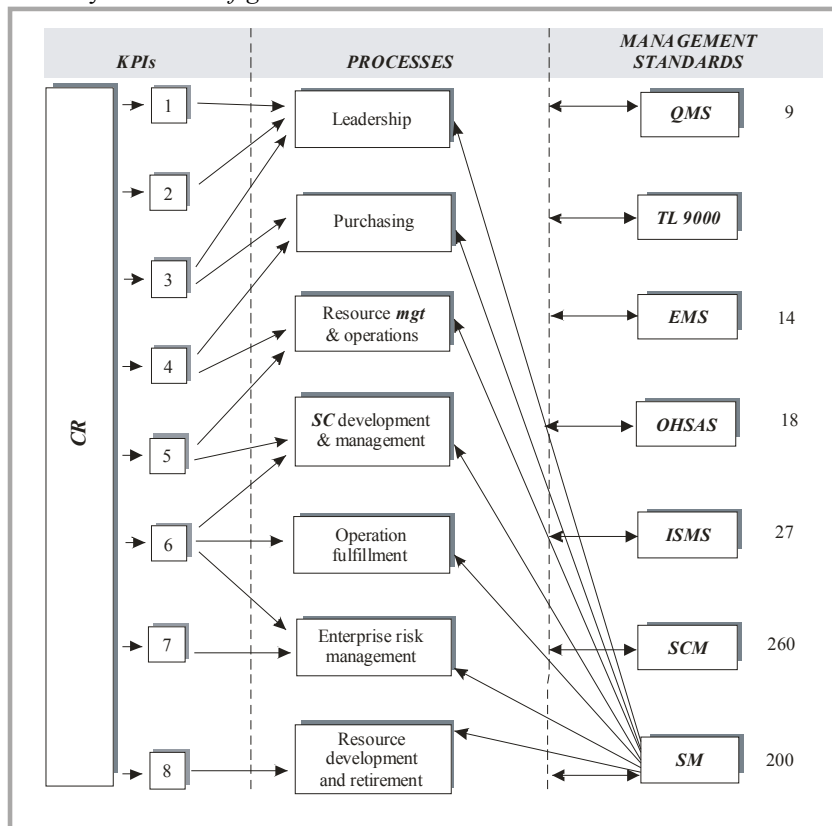 KPIs
PROCESSES
MANAGEMENT
STANDARDS
CR
1
2
3
4
5
6
7
8
Leadership
Purchasing
Resource mgt
& operations
SC development
& management
Operation
fulfillment
Enterprise risk
management
Resource
development
and retirement
QMS 9
TL 9000
EMS 14
OHSAS 18
ISMS 27
SCM 260
SM 200